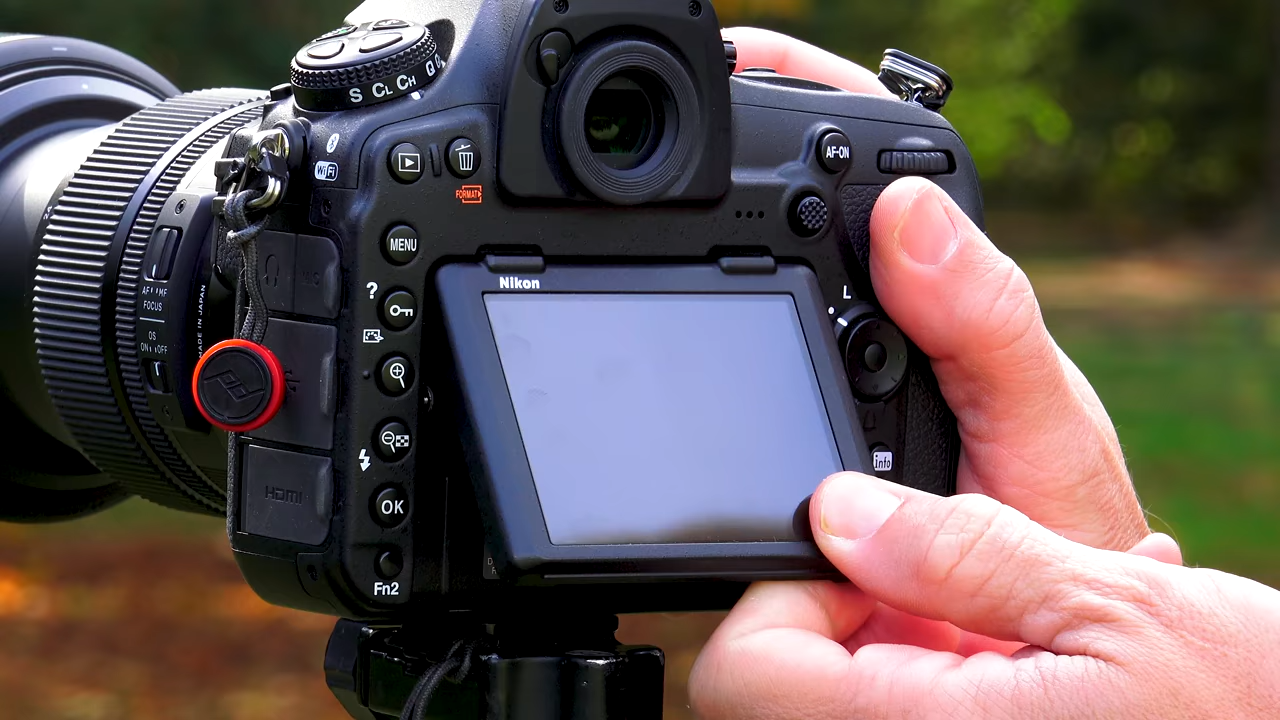 S CL CH Q
WiFi
FORMAT
AF-ON
MENU
?
Nikon
L
AF MF
FOCUS
OS
ON OFF
MADE IN JAPAN
HDMI
OK
info
Fn2